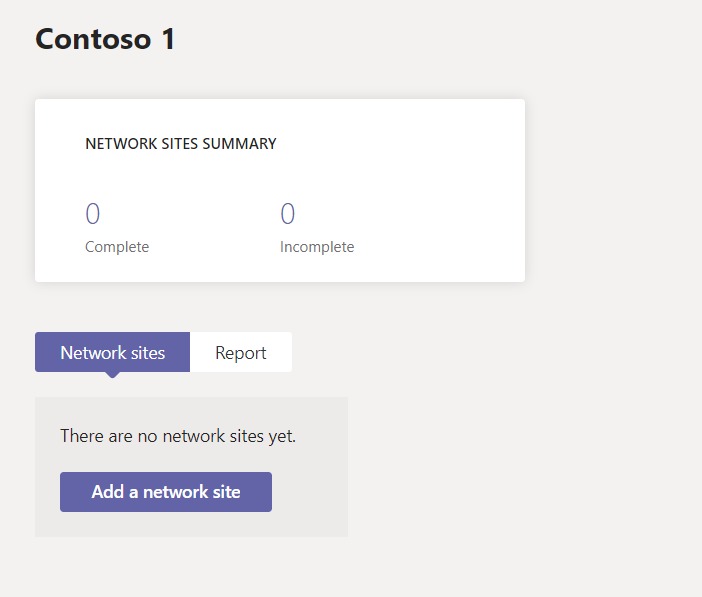 Contoso 1
NETWORK SITES SUMMARY
0 0
Complete Incomplete
Network sites Report
There are no network sites yet.
Add a network site